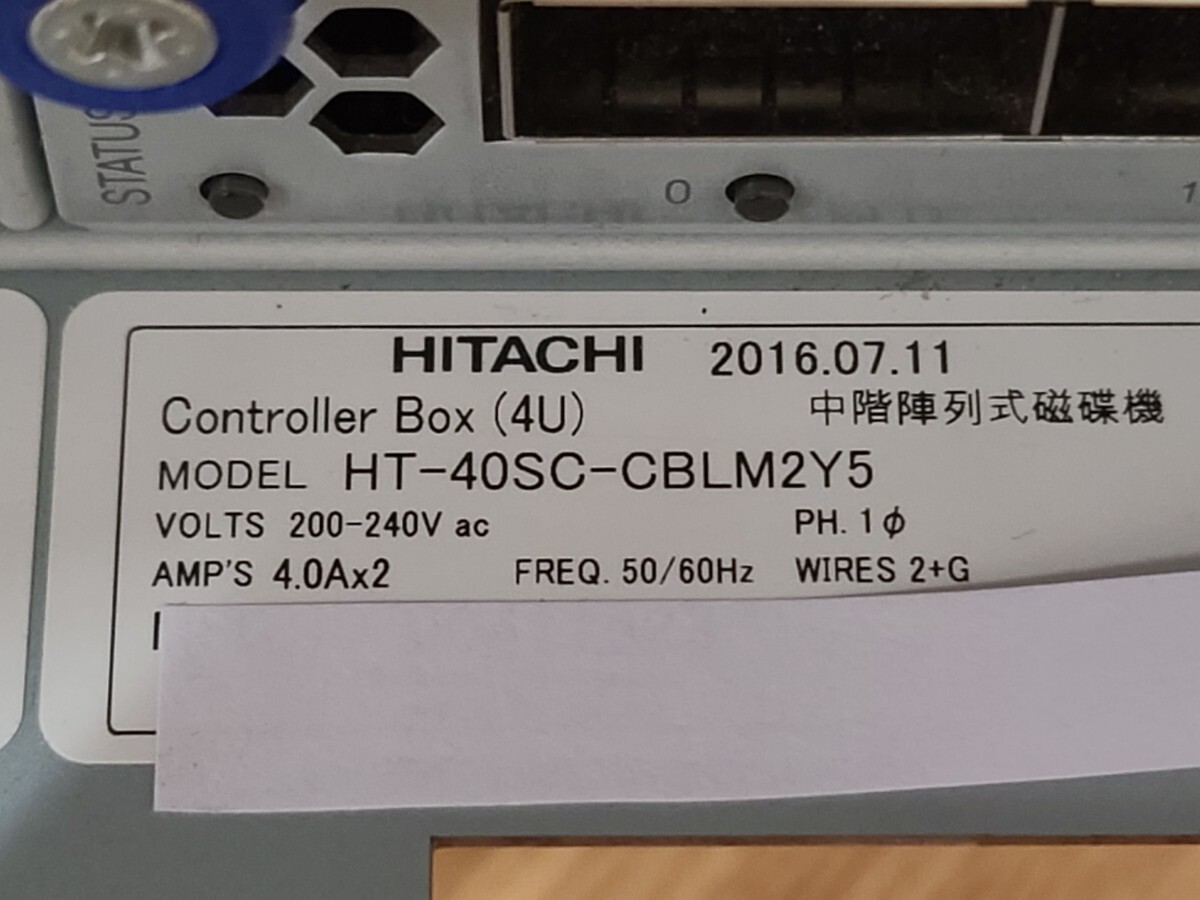 STATUS
0 1
HITACHI 2016.07.11
Controller Box (4U) 中階陣列式磁碟機
MODEL HT-40SC-CBLM2Y5
VOLTS 200-240V ac PH. 1ϕ
AMP'S 4.0Ax2 FREQ. 50/60Hz WIRES 2+G